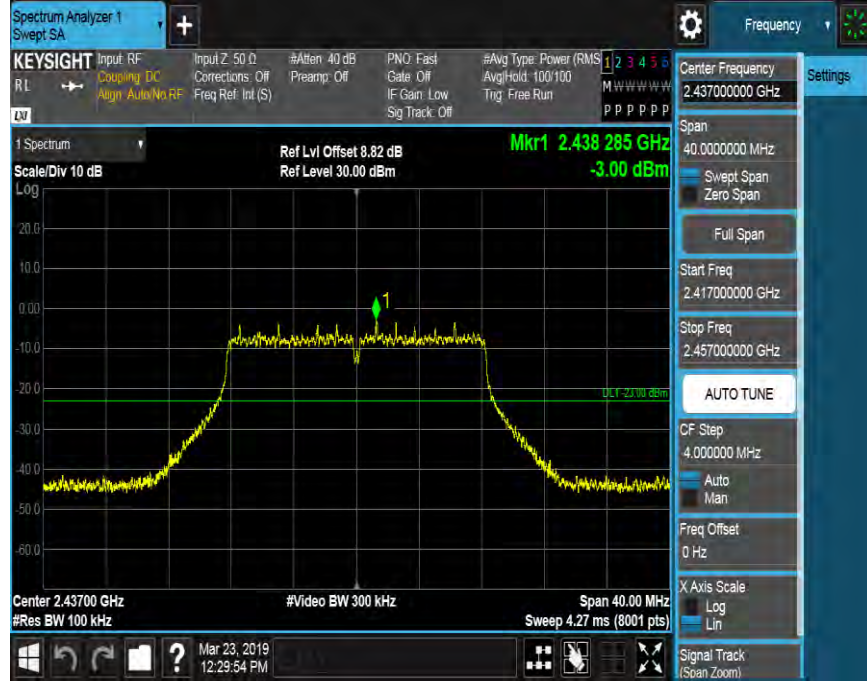 Spectrum Analyzer 1
Swept SA
+
Frequency
KEYSIGHT
RL
LXI
Input: RF
Coupling: DC
Align: Auto/No RF
Input Z: 50 Ω
Corrections: Off
Freq Ref: Int (S)
#Atten: 40 dB
Preamp: Off
PNO: Fast
Gate: Off
IF Gain: Low
Sig Track: Off
#Avg Type: Power (RMS
Avg|Hold: 100/100
Trig: Free Run
1 2 3 4 5 6
M W W W W W
P P P P P P
1 Spectrum
Scale/Div 10 dB
Log
Ref Lvl Offset 8.82 dB
Ref Level 30.00 dBm
Mkr1 2.438 285 GHz
-3.00 dBm
20.0
10.0
0.00
-10.0
-20.0
-30.0
-40.0
-50.0
-60.0
1
DL1 -23.00 dBm
Center 2.43700 GHz
#Res BW 100 kHz
#Video BW 300 kHz
Span 40.00 MHz
Sweep 4.27 ms (8001 pts)
Center Frequency
2.437000000 GHz
Settings
Span
40.0000000 MHz
Swept Span
Zero Span
Full Span
Start Freq
2.417000000 GHz
Stop Freq
2.457000000 GHz
AUTO TUNE
CF Step
4.000000 MHz
Auto
Man
Freq Offset
0 Hz
X Axis Scale
Log
Lin
Signal Track
(Span Zoom)
?
Mar 23, 2019
12:29:54 PM